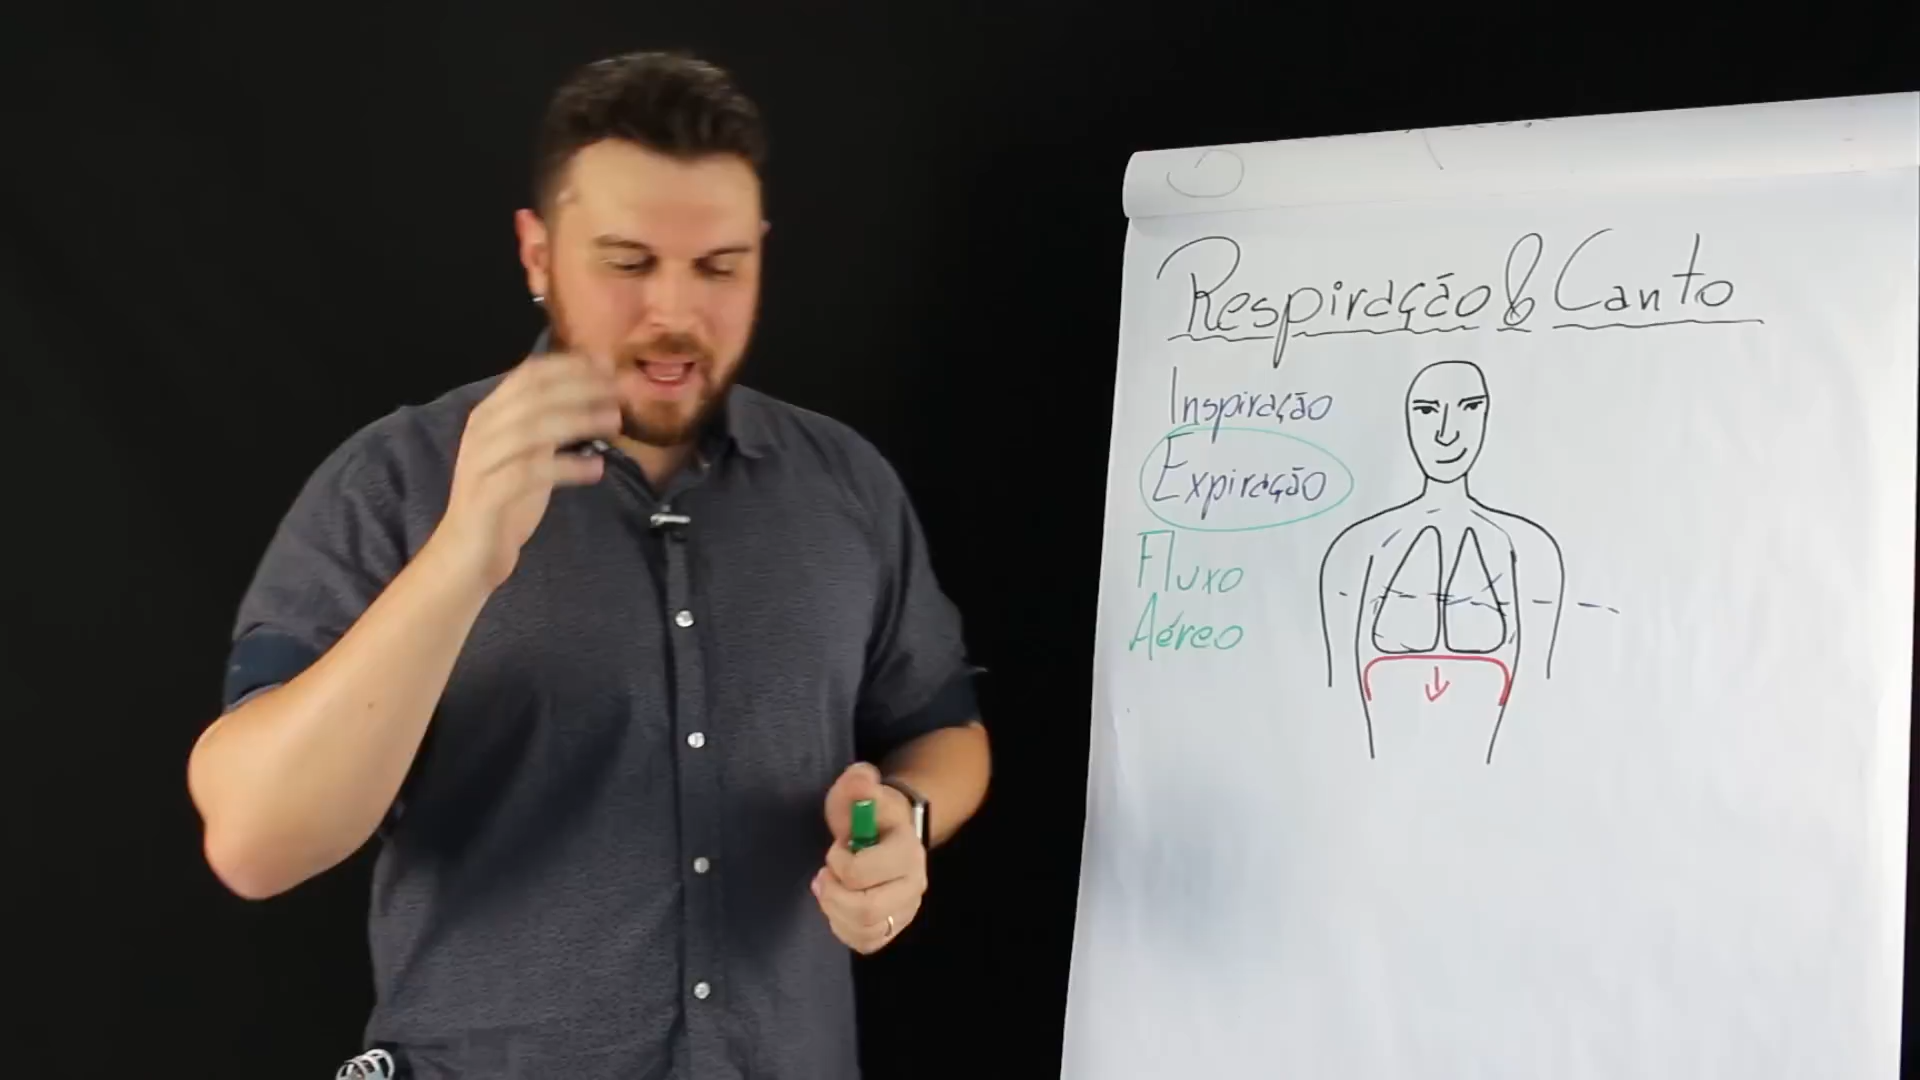 Respiração & Canto
Inspiração
Expiração
Fluxo
Aéreo